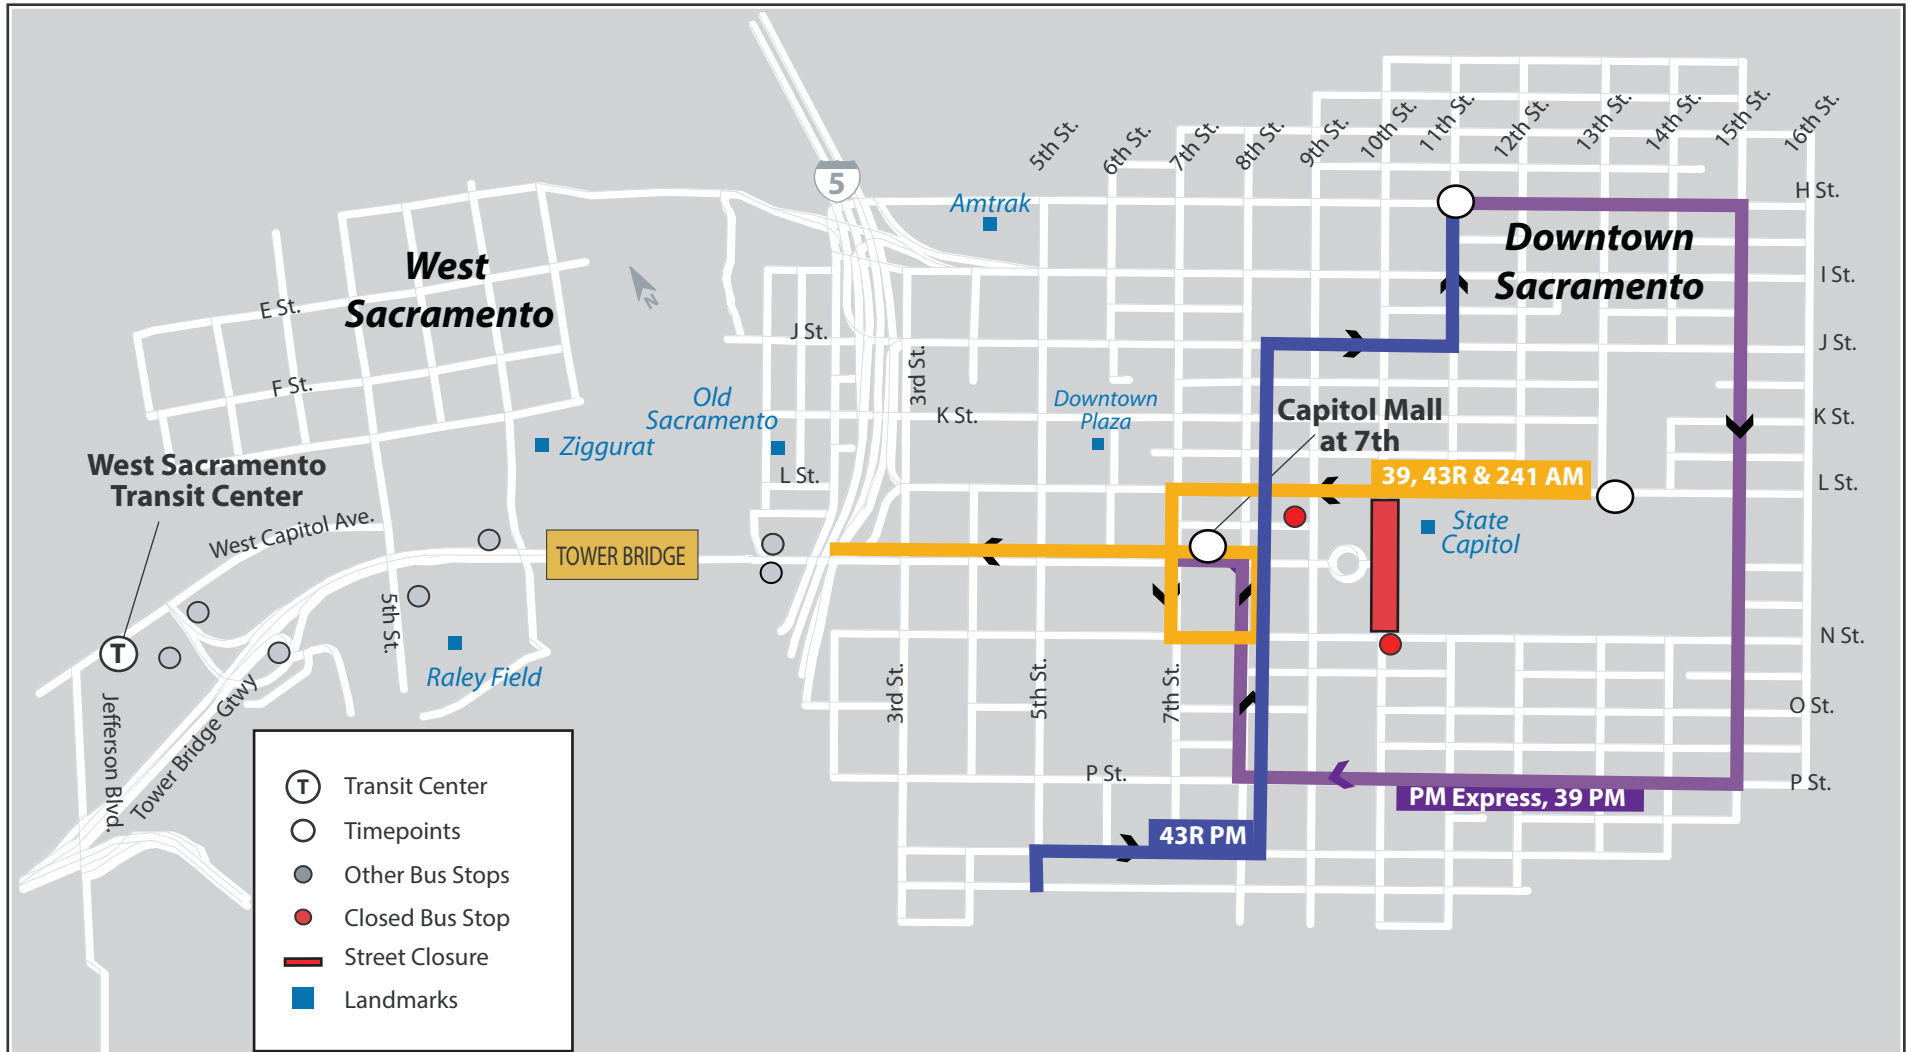 5th St.
6th St.
7th St.
8th St.
9th St.
10th St.
11th St.
12th St.
13th St.
14th St.
15th St.
16th St.
5
Amtrak
H St.
Downtown
Sacramento
West
Sacramento
N
I St.
E St.
J St.
J St.
3rd St.
F St.
Old
Sacramento
K St.
Downtown
Plaza
Capitol Mall
at 7th
K St.
Ziggurat
West Sacramento
Transit Center
L St.
39, 43R & 241 AM
L St.
West Capitol Ave.
State
Capitol
TOWER BRIDGE
5th St.
T
N St.
Raley Field
Jefferson Blvd.
Tower Bridge Gtwy
3rd St.
5th St.
7th St.
O St.
P St.
P St.
PM Express, 39 PM
43R PM
T Transit Center
Timepoints
Other Bus Stops
Closed Bus Stop
Street Closure
Landmarks